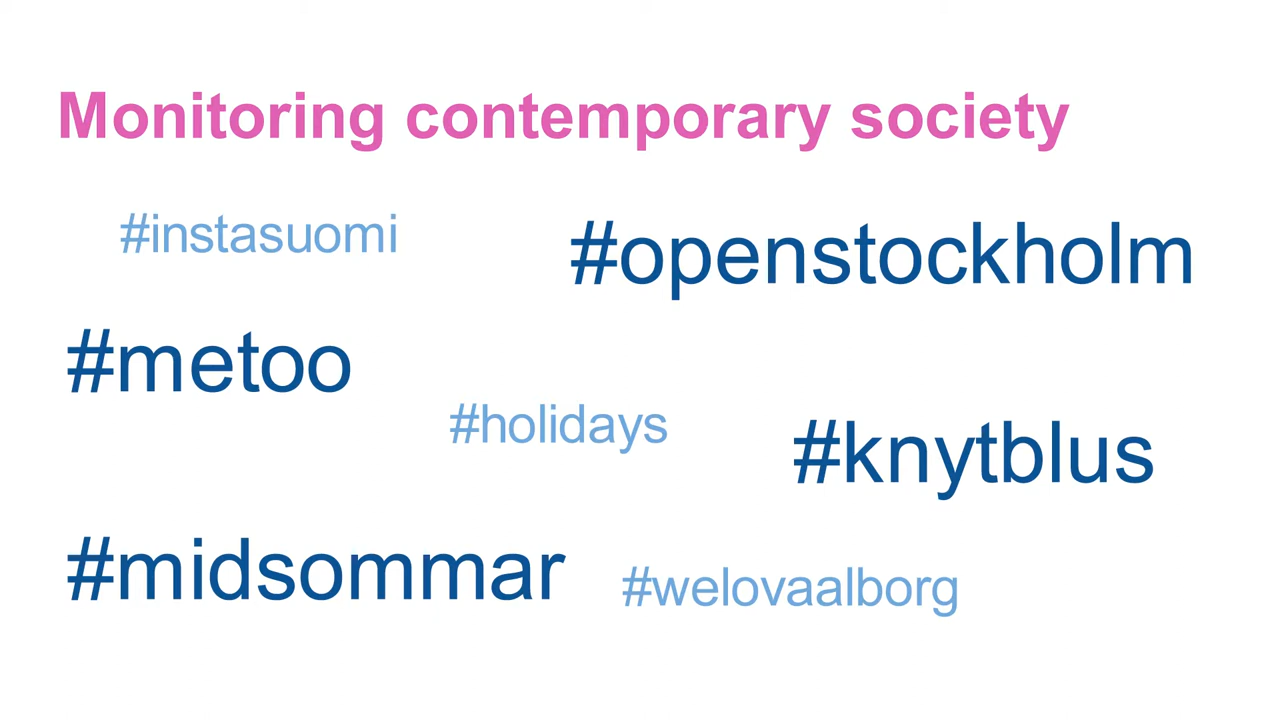 Monitoring contemporary society
#instasuomi
#openstockholm
#metoo
#holidays
#knytblus
#midsommar
#welovaalborg